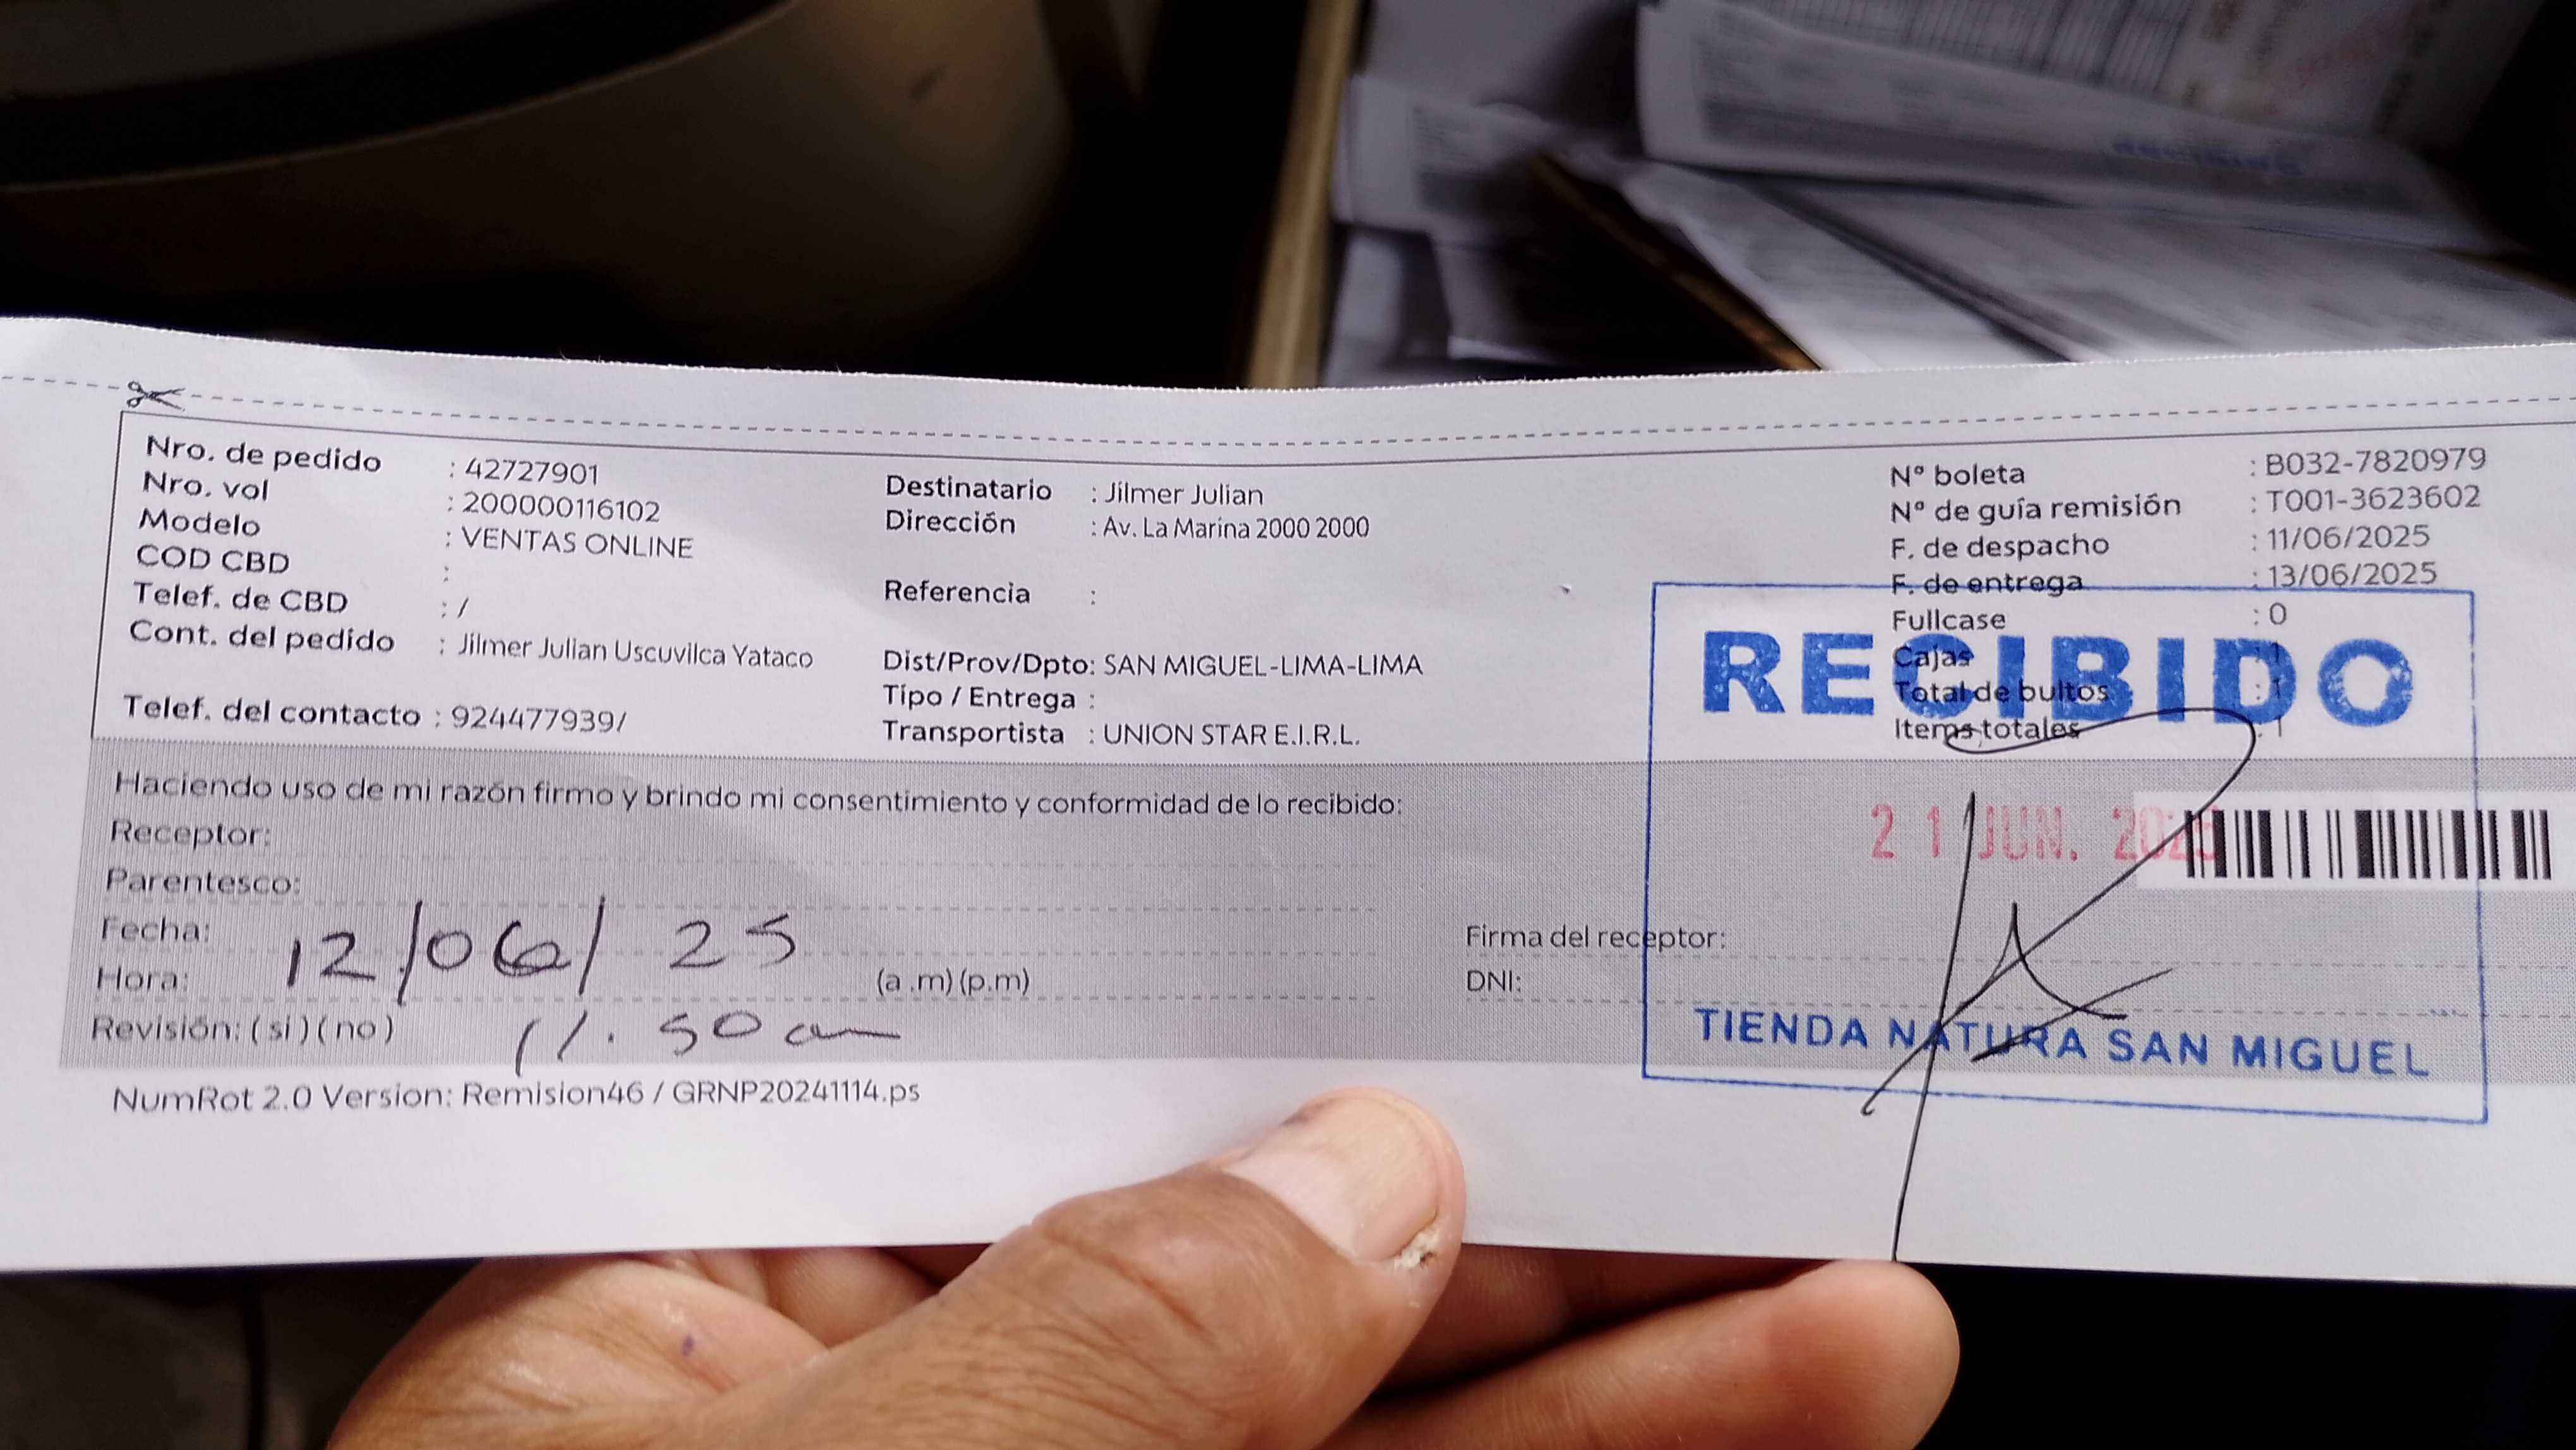 Nro. de pedido : 42727901
Nro. vol : 200000116102
Modelo : VENTAS ONLINE
COD CBD :
Telef. de CBD : /
Cont. del pedido : Jilmer Julian Uscuvilca Yataco
Telef. del contacto : 924477939/
Destinatario : Jilmer Julian
Dirección : Av. La Marina 2000 2000
Referencia :
Dist/Prov/Dpto: SAN MIGUEL-LIMA-LIMA
Tipo / Entrega :
Transportista : UNION STAR E.I.R.L.
N° boleta : B032-7820979
N° de guía remisión : T001-3623602
F. de despacho : 11/06/2025
F. de entrega : 13/06/2025
Fullcase : 0
Cajas : 1
Total de bultos : 1
Items totales : 1
RECIBIDO
21 JUN. 2025
TIENDA NATURA SAN MIGUEL
Haciendo uso de mi razón firmo y brindo mi consentimiento y conformidad de lo recibido:
Receptor:
Parentesco:
Fecha: 12/06/25
Hora: (a .m) (p.m)
Revisión: ( si ) ( no ) 11.50 am
Firma del receptor:
DNI:
NumRot 2.0 Version: Remision46 / GRNP20241114.ps